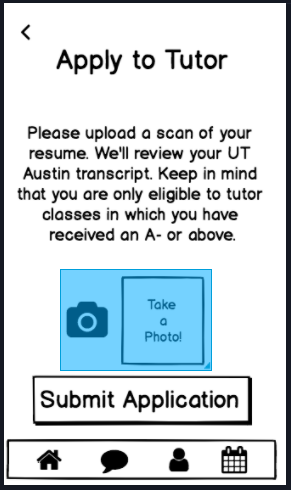 Apply to Tutor
Please upload a scan of your
resume. We'll review your UT
Austin transcript. Keep in mind
that you are only eligible to tutor
classes in which you have
received an A- or above.
Take
a
Photo!
Submit Application